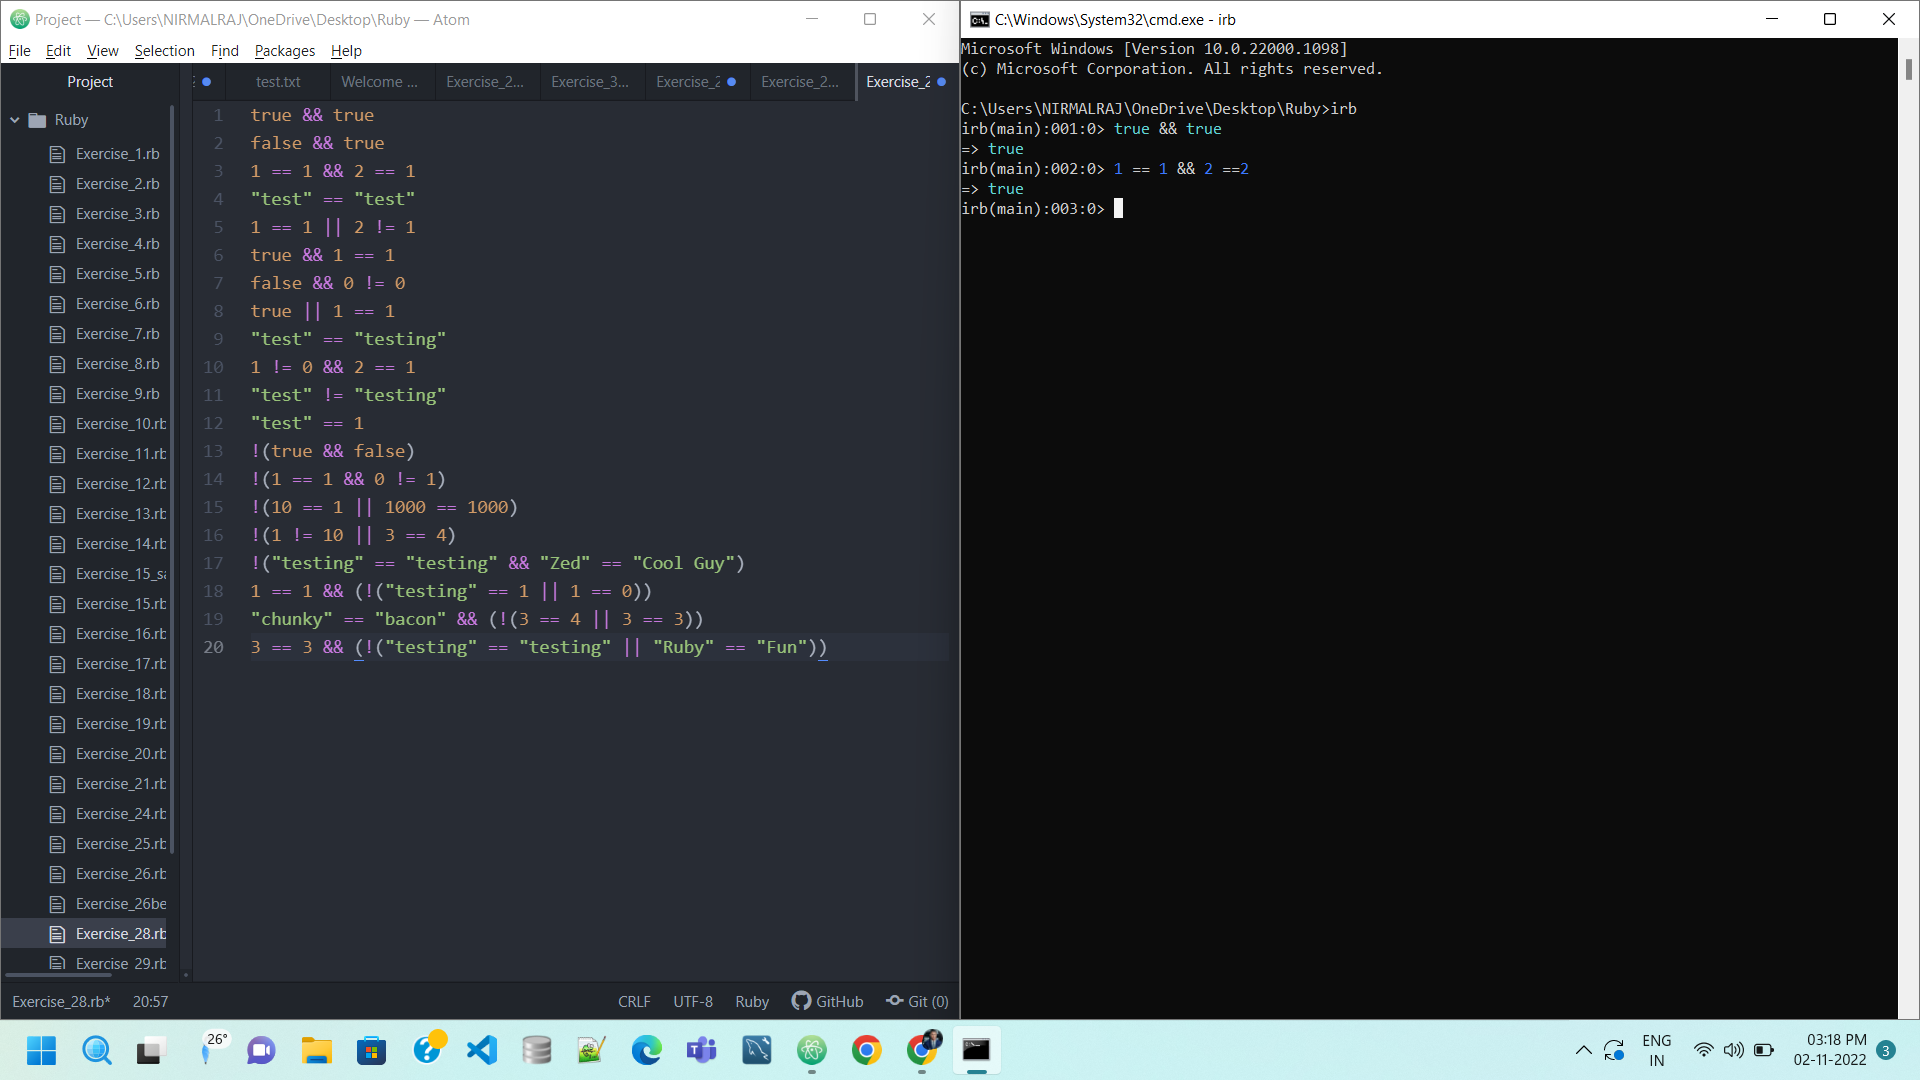 Project — C:\Users\NIRMALRAJ\OneDrive\Desktop\Ruby — Atom
File Edit View Selection Find Packages Help
Project
test.txt Welcome ... Exercise_2... Exercise_3... Exercise_2 Exercise_2... Exercise_2
Ruby
Exercise_1.rb
Exercise_2.rb
Exercise_3.rb
Exercise_4.rb
Exercise_5.rb
Exercise_6.rb
Exercise_7.rb
Exercise_8.rb
Exercise_9.rb
Exercise_10.rb
Exercise_11.rb
Exercise_12.rb
Exercise_13.rb
Exercise_14.rb
Exercise_15_sa
Exercise_15.rb
Exercise_16.rb
Exercise_17.rb
Exercise_18.rb
Exercise_19.rb
Exercise_20.rb
Exercise_21.rb
Exercise_24.rb
Exercise_25.rb
Exercise_26.rb
Exercise_26be
Exercise_28.rb
Exercise_29.rb
1 true && true
2 false && true
3 1 == 1 && 2 == 1
4 "test" == "test"
5 1 == 1 || 2 != 1
6 true && 1 == 1
7 false && 0 != 0
8 true || 1 == 1
9 "test" == "testing"
10 1 != 0 && 2 == 1
11 "test" != "testing"
12 "test" == 1
13 !(true && false)
14 !(1 == 1 && 0 != 1)
15 !(10 == 1 || 1000 == 1000)
16 !(1 != 10 || 3 == 4)
17 !("testing" == "testing" && "Zed" == "Cool Guy")
18 1 == 1 && (!("testing" == 1 || 1 == 0))
19 "chunky" == "bacon" && (!(3 == 4 || 3 == 3))
20 3 == 3 && (!("testing" == "testing" || "Ruby" == "Fun"))
Exercise_28.rb* 20:57 CRLF UTF-8 Ruby GitHub Git (0)
C:\Windows\System32\cmd.exe - irb
Microsoft Windows [Version 10.0.22000.1098]
(c) Microsoft Corporation. All rights reserved.
C:\Users\NIRMALRAJ\OneDrive\Desktop\Ruby>irb
irb(main):001:0> true && true
=> true
irb(main):002:0> 1 == 1 && 2 ==2
=> true
irb(main):003:0>
26°
ENG
IN
03:18 PM
02-11-2022
3